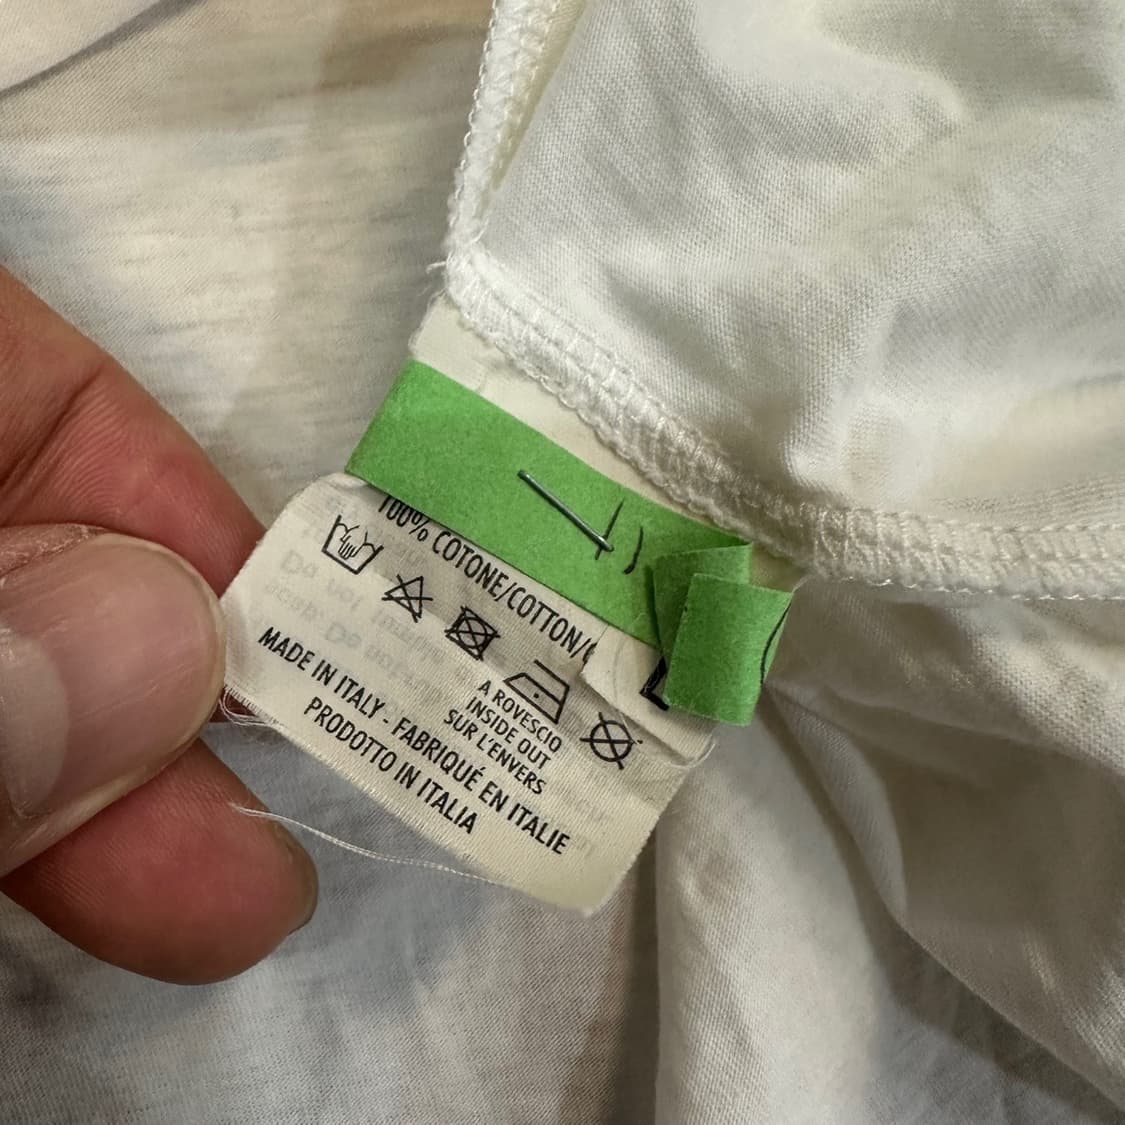 100% COTONE/COTTON/
L
A ROVESCIO
INSIDE OUT
SUR L'ENVERS
MADE IN ITALY - FABRIQUÉ EN ITALIE
PRODOTTO IN ITALIA